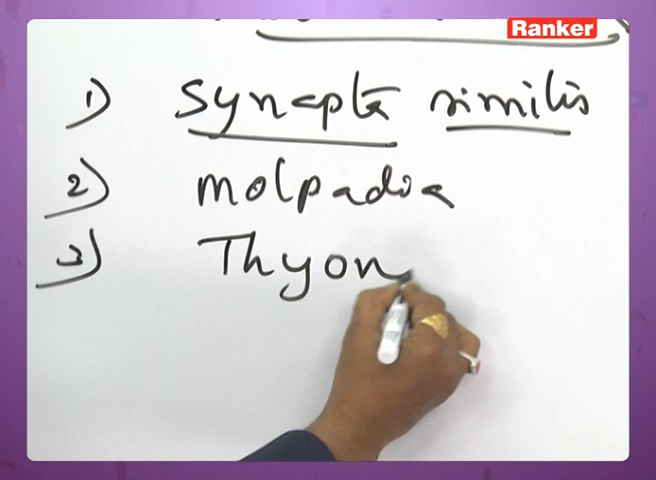 Ranker
1) Synapta similis
2) molpadia
3) Thyon